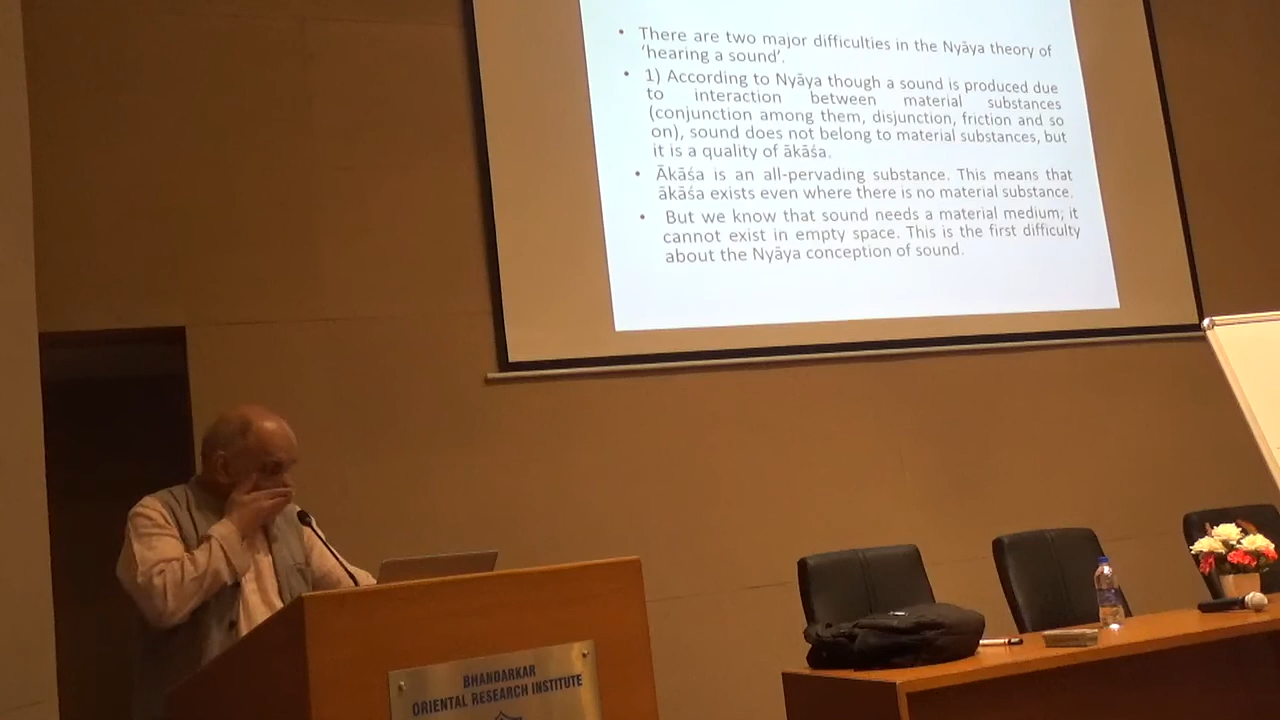 • There are two major difficulties in the Nyāya theory of
'hearing a sound'.
• 1) According to Nyāya though a sound is produced due
to interaction between material substances
(conjunction among them, disjunction, friction and so
on), sound does not belong to material substances, but
it is a quality of ākāśa.
• Ākāśa is an all-pervading substance. This means that
ākāśa exists even where there is no material substance.
• But we know that sound needs a material medium; it
cannot exist in empty space. This is the first difficulty
about the Nyāya conception of sound.
BHANDARKAR
ORIENTAL RESEARCH INSTITUTE